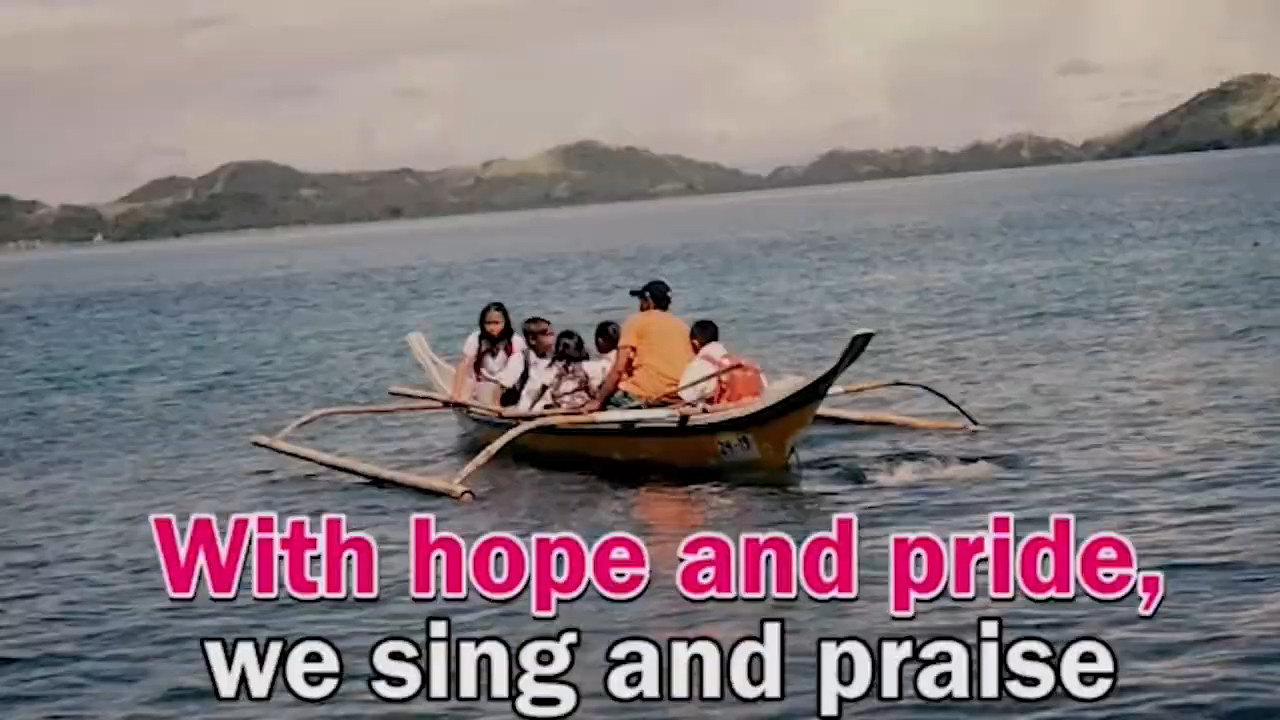 With hope and pride,
we sing and praise